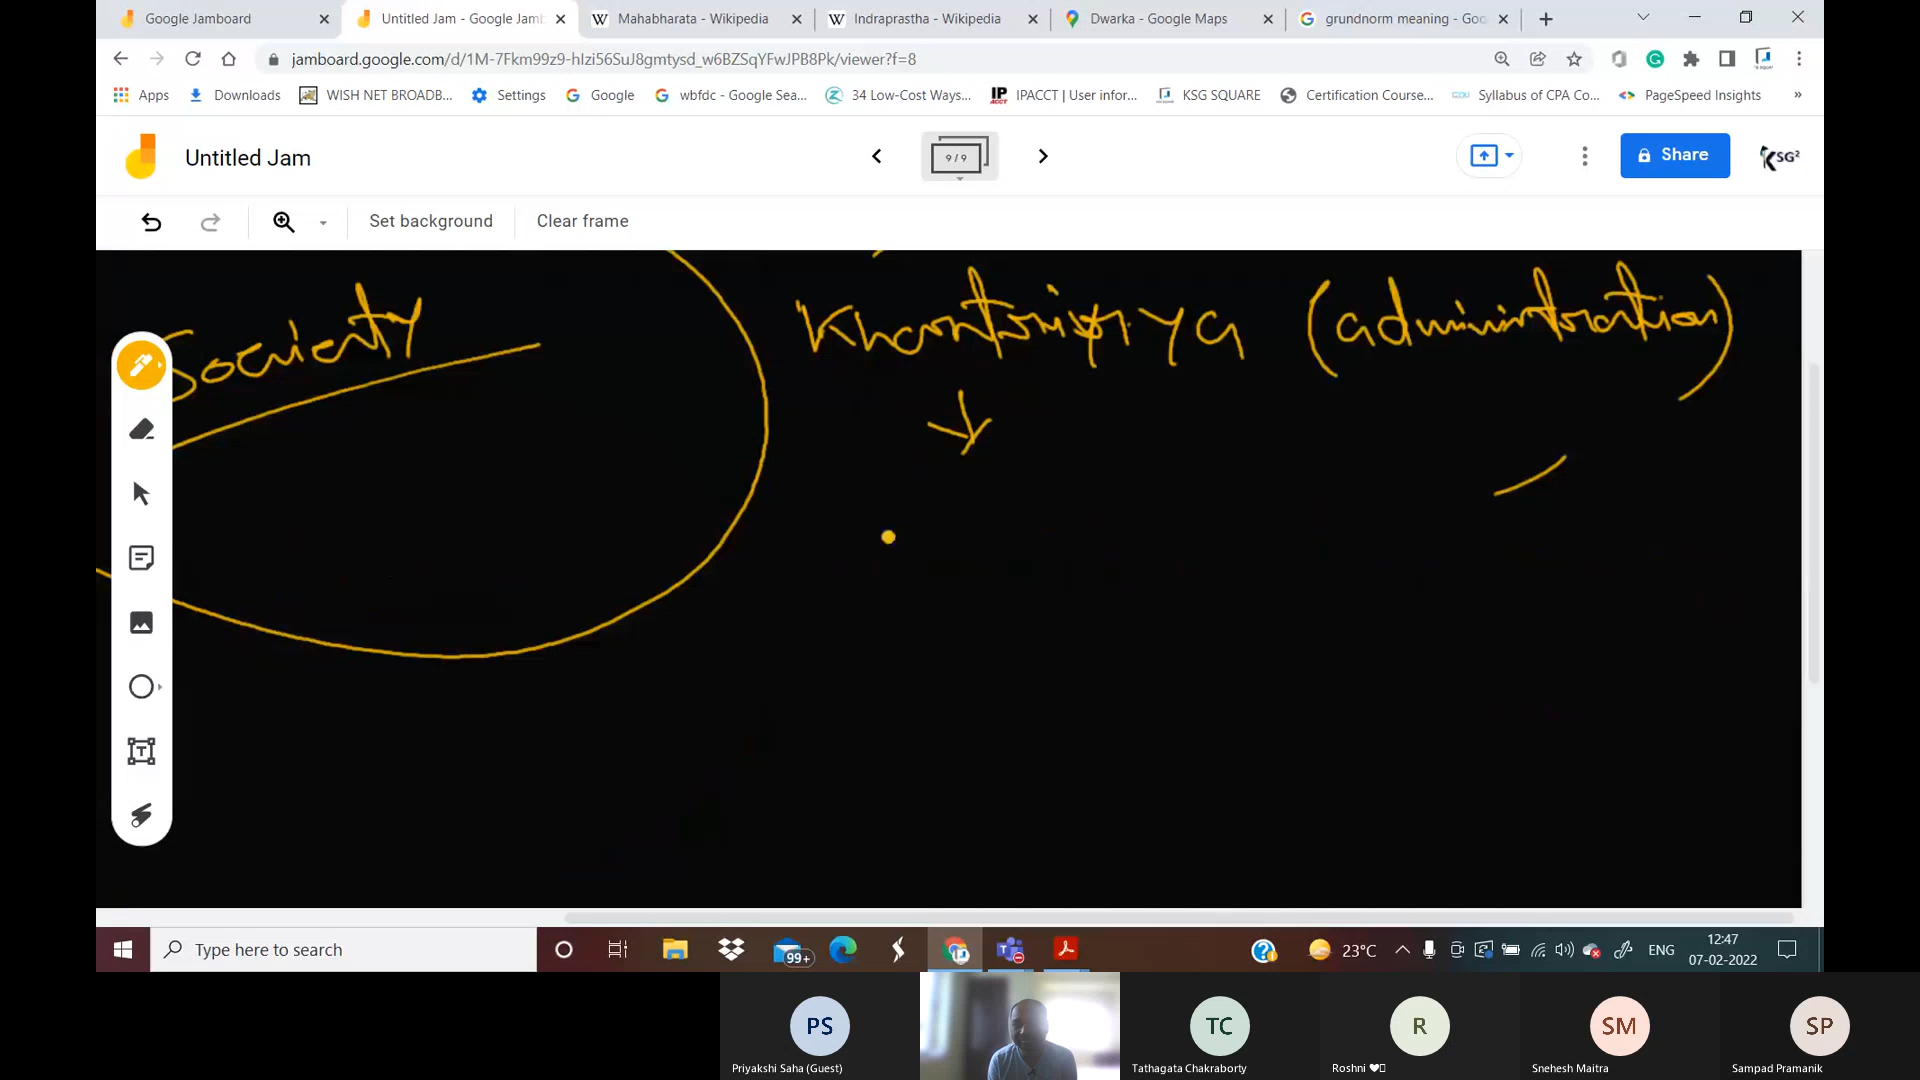 Google Jamboard
Untitled Jam - Google Jamb
Mahabharata - Wikipedia
Indraprastha - Wikipedia
Dwarka - Google Maps
grundnorm meaning - Goo
jamboard.google.com/d/1M-7Fkm99z9-hIzi56SuJ8gmtysd_w6BZSqYFwJPB8Pk/viewer?f=8
Apps
Downloads
WISH NET BROADB...
Settings
Google
wbfdc - Google Sea...
34 Low-Cost Ways...
IPACCT | User infor...
KSG SQUARE
Certification Course...
Syllabus of CPA Co...
PageSpeed Insights
Untitled Jam
9 / 9
Share
KSG²
Set background
Clear frame
Society
(administration)
Type here to search
99+
23°C
ENG
12:47
07-02-2022
PS
TC
R
SM
SP
Priyakshi Saha (Guest)
Tathagata Chakraborty
Roshni
Snehesh Maitra
Sampad Pramanik